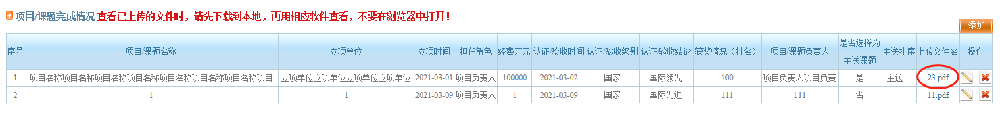 项目/课题完成情况 查看已上传的文件时，请先下载到本地，再用相应软件查看，不要在浏览器中打开！
添加
序号 项目/课题名称 立项单位 立项时间 担任角色 经费万元 认证/验收时间 认证/验收级别 认证/验收结论 获奖情况（排名） 项目/课题负责人 是否选择为主送课题 主送排序 上传文件名 操作
1 项目名称项目名称项目名称项目名称项目名称项目名称项目 立项单位立项单位立项单位立项单位 2021-03-01 项目负责人 100000 2021-03-02 国家 国际领先 100 项目负责人项目负责 是 主送一 23.pdf
2 1 1 2021-03-09 项目负责人 1 2021-03-09 国家 国际先进 111 111 否 11.pdf